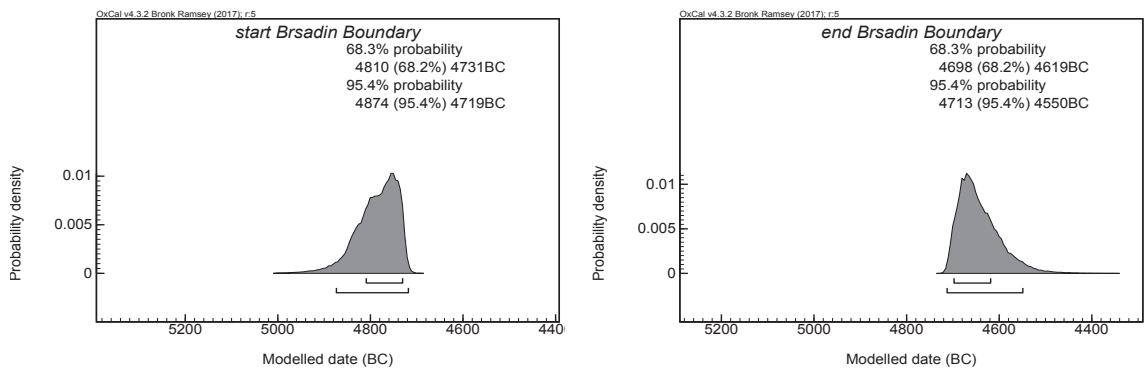 OxCal v4.3.2 Bronk Ramsey (2017); r:5
start Brsadin Boundary
68.3% probability
4810 (68.2%) 4731BC
95.4% probability
4874 (95.4%) 4719BC
Probability density
0.01
0.005
0
5200 5000 4800 4600 440
Modelled date (BC)
OxCal v4.3.2 Bronk Ramsey (2017); r:5
end Brsadin Boundary
68.3% probability
4698 (68.2%) 4619BC
95.4% probability
4713 (95.4%) 4550BC
Probability density
0.01
0.005
0
5200 5000 4800 4600 4400
Modelled date (BC)